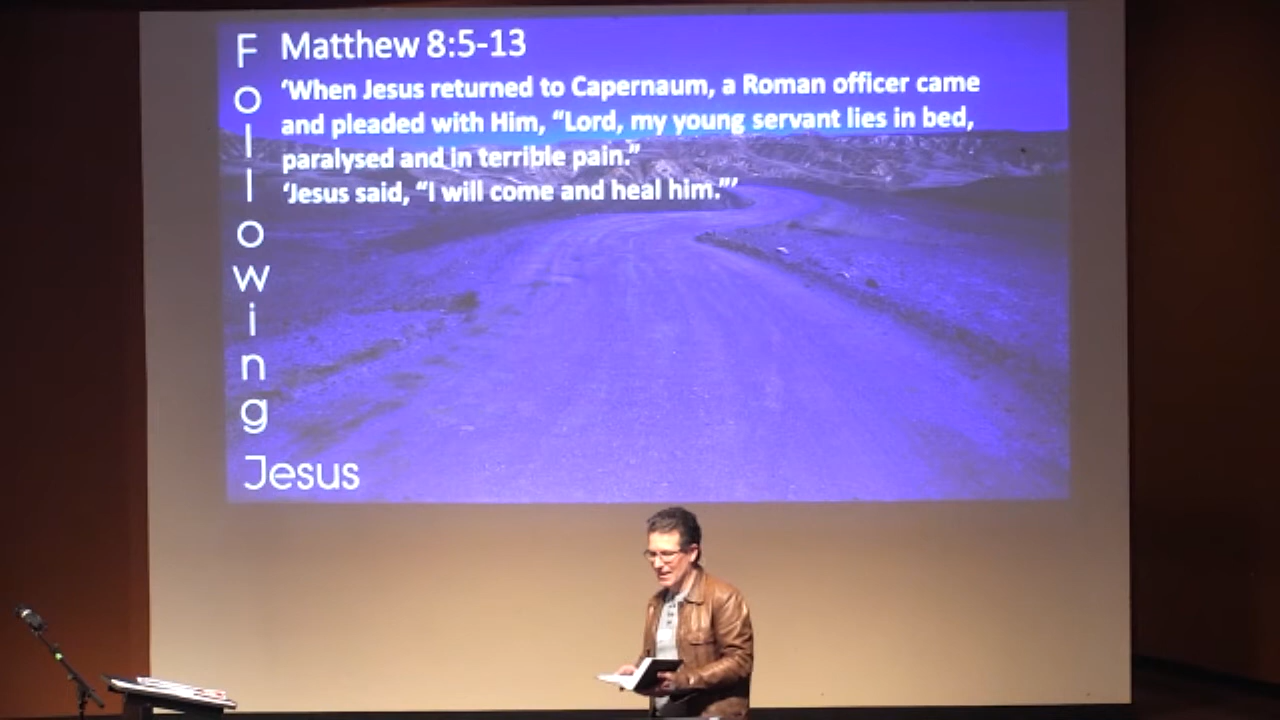 Following
Jesus
Matthew 8:5-13
‘When Jesus returned to Capernaum, a Roman officer came
and pleaded with Him, “Lord, my young servant lies in bed,
paralysed and in terrible pain.”
‘Jesus said, “I will come and heal him.”’